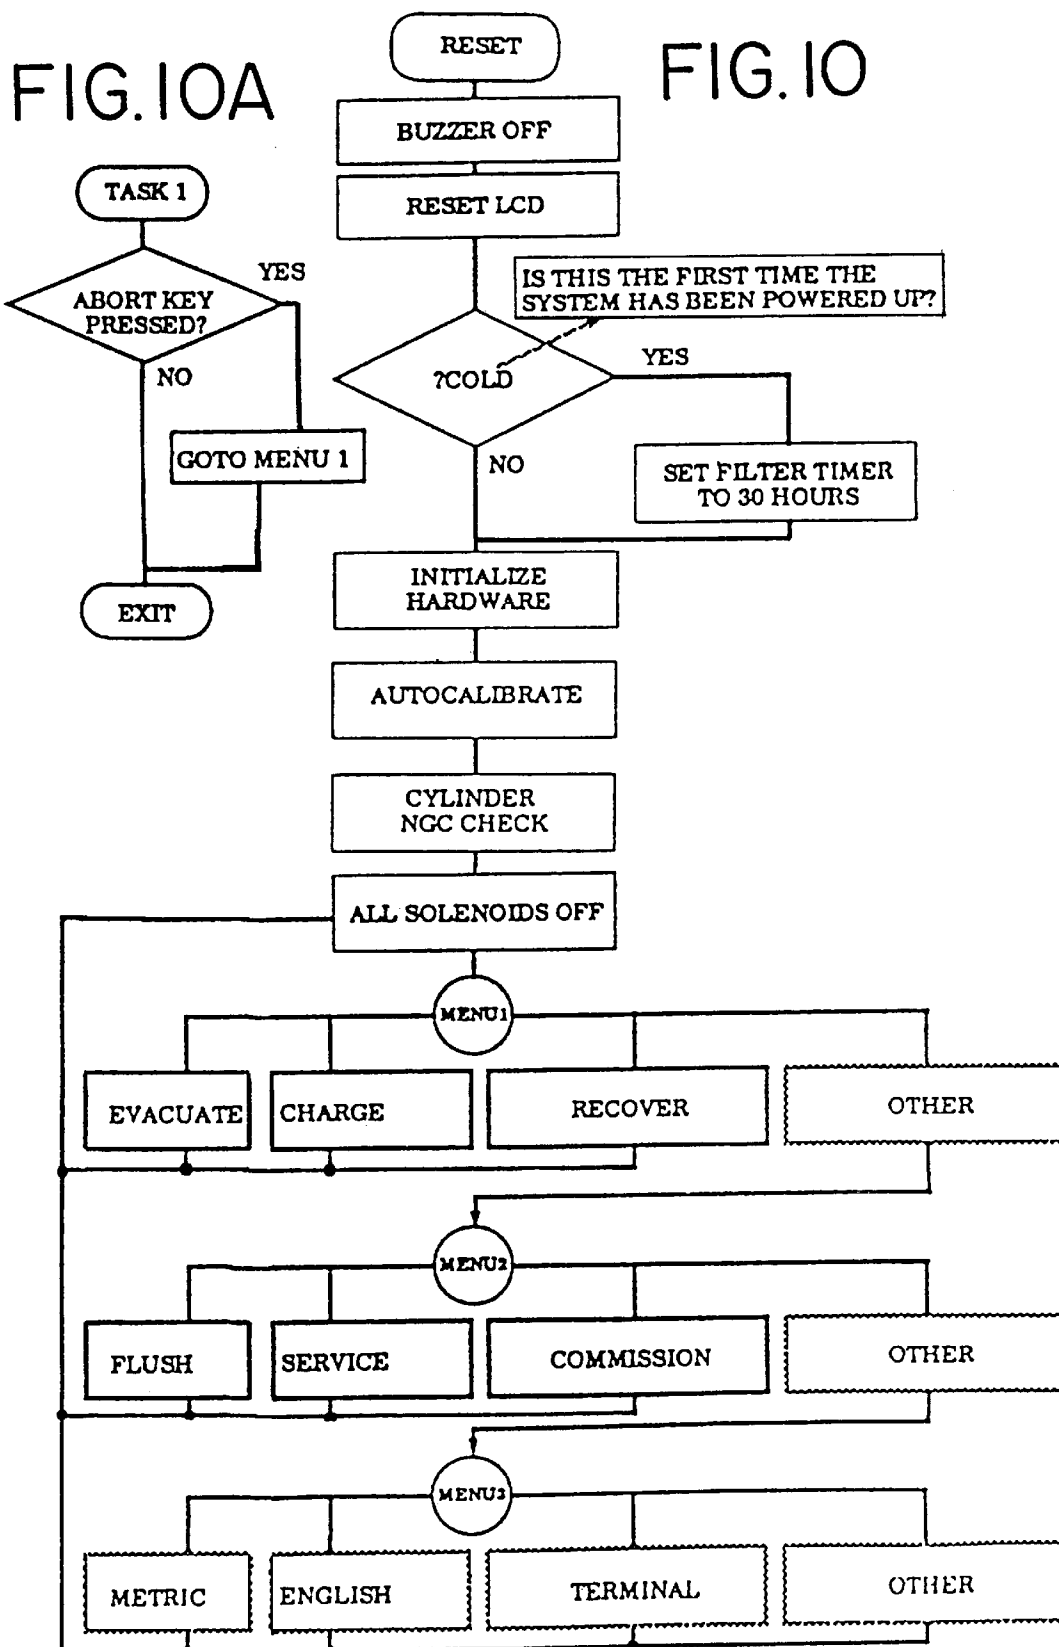 FIG. 10A
FIG. 10
RESET
BUZZER OFF
RESET LCD
TASK 1
ABORT KEY
PRESSED?
YES
NO
GOTO MENU 1
EXIT
IS THIS THE FIRST TIME THE
SYSTEM HAS BEEN POWERED UP?
?COLD
YES
NO
SET FILTER TIMER
TO 30 HOURS
INITIALIZE
HARDWARE
AUTOCALIBRATE
CYLINDER
NGC CHECK
ALL SOLENOIDS OFF
MENU1
EVACUATE
CHARGE
RECOVER
OTHER
MENU2
FLUSH
SERVICE
COMMISSION
OTHER
MENU3
METRIC
ENGLISH
TERMINAL
OTHER